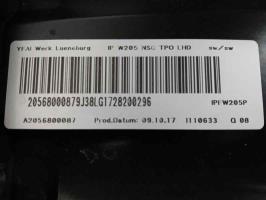 YFAI Werk Lueneburg IP W205 NSG TPO LHD sw/sw
20568000879J38LG1728200296
IPFW205P
A2056800087 Prod.Datum: 09.10.17 1110633 Q 08